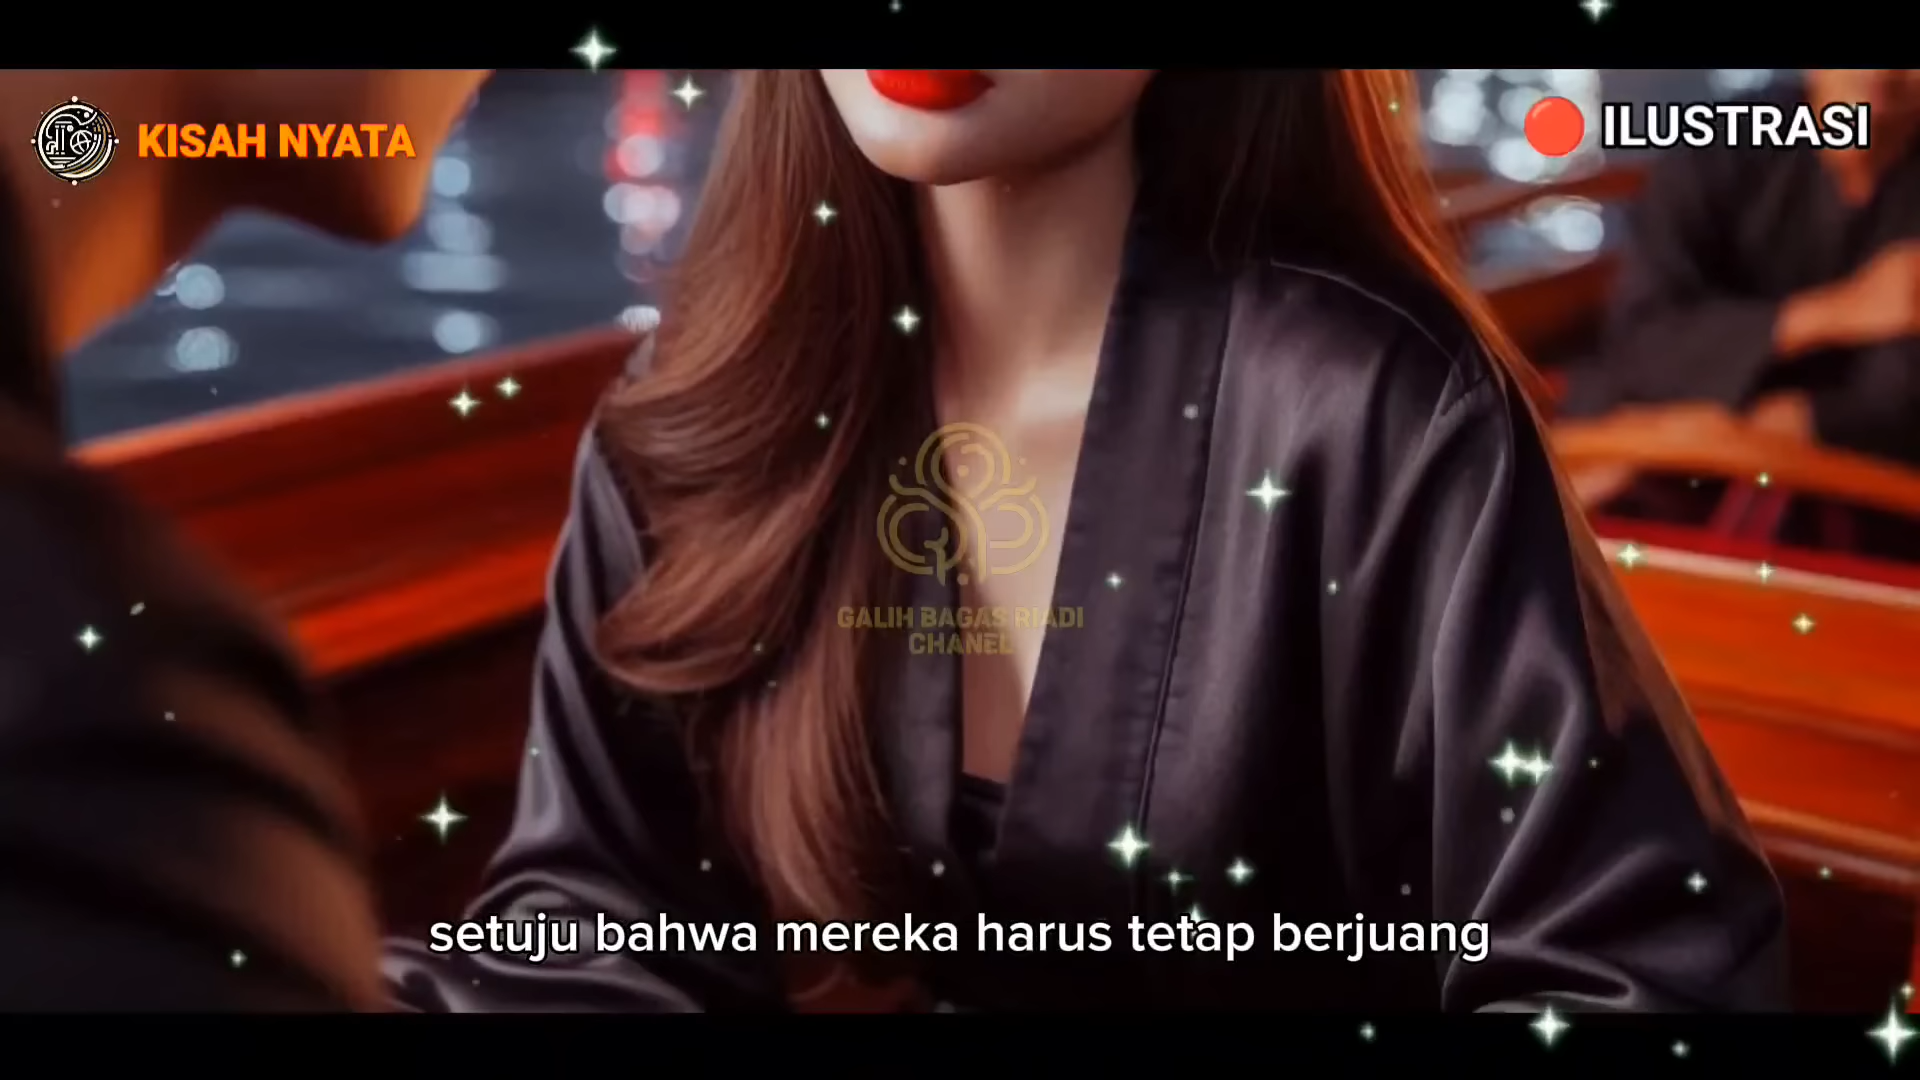 KISAH NYATA
ILUSTRASI
GALIH BAGAS RIADI
CHANEL
setuju bahwa mereka harus tetap berjuang